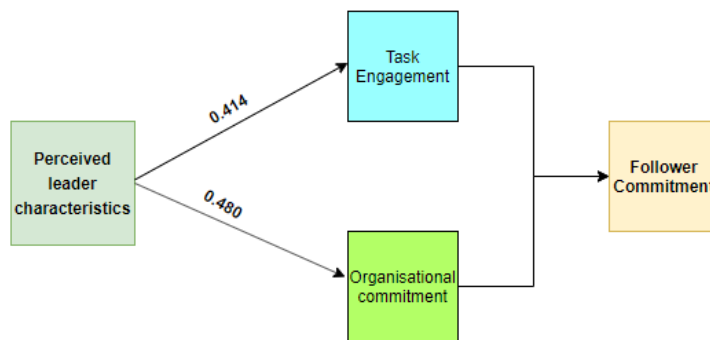 Task
Engagement
0.414
Perceived
leader
characteristics
0.480
Follower
Commitment
Organisational
commitment